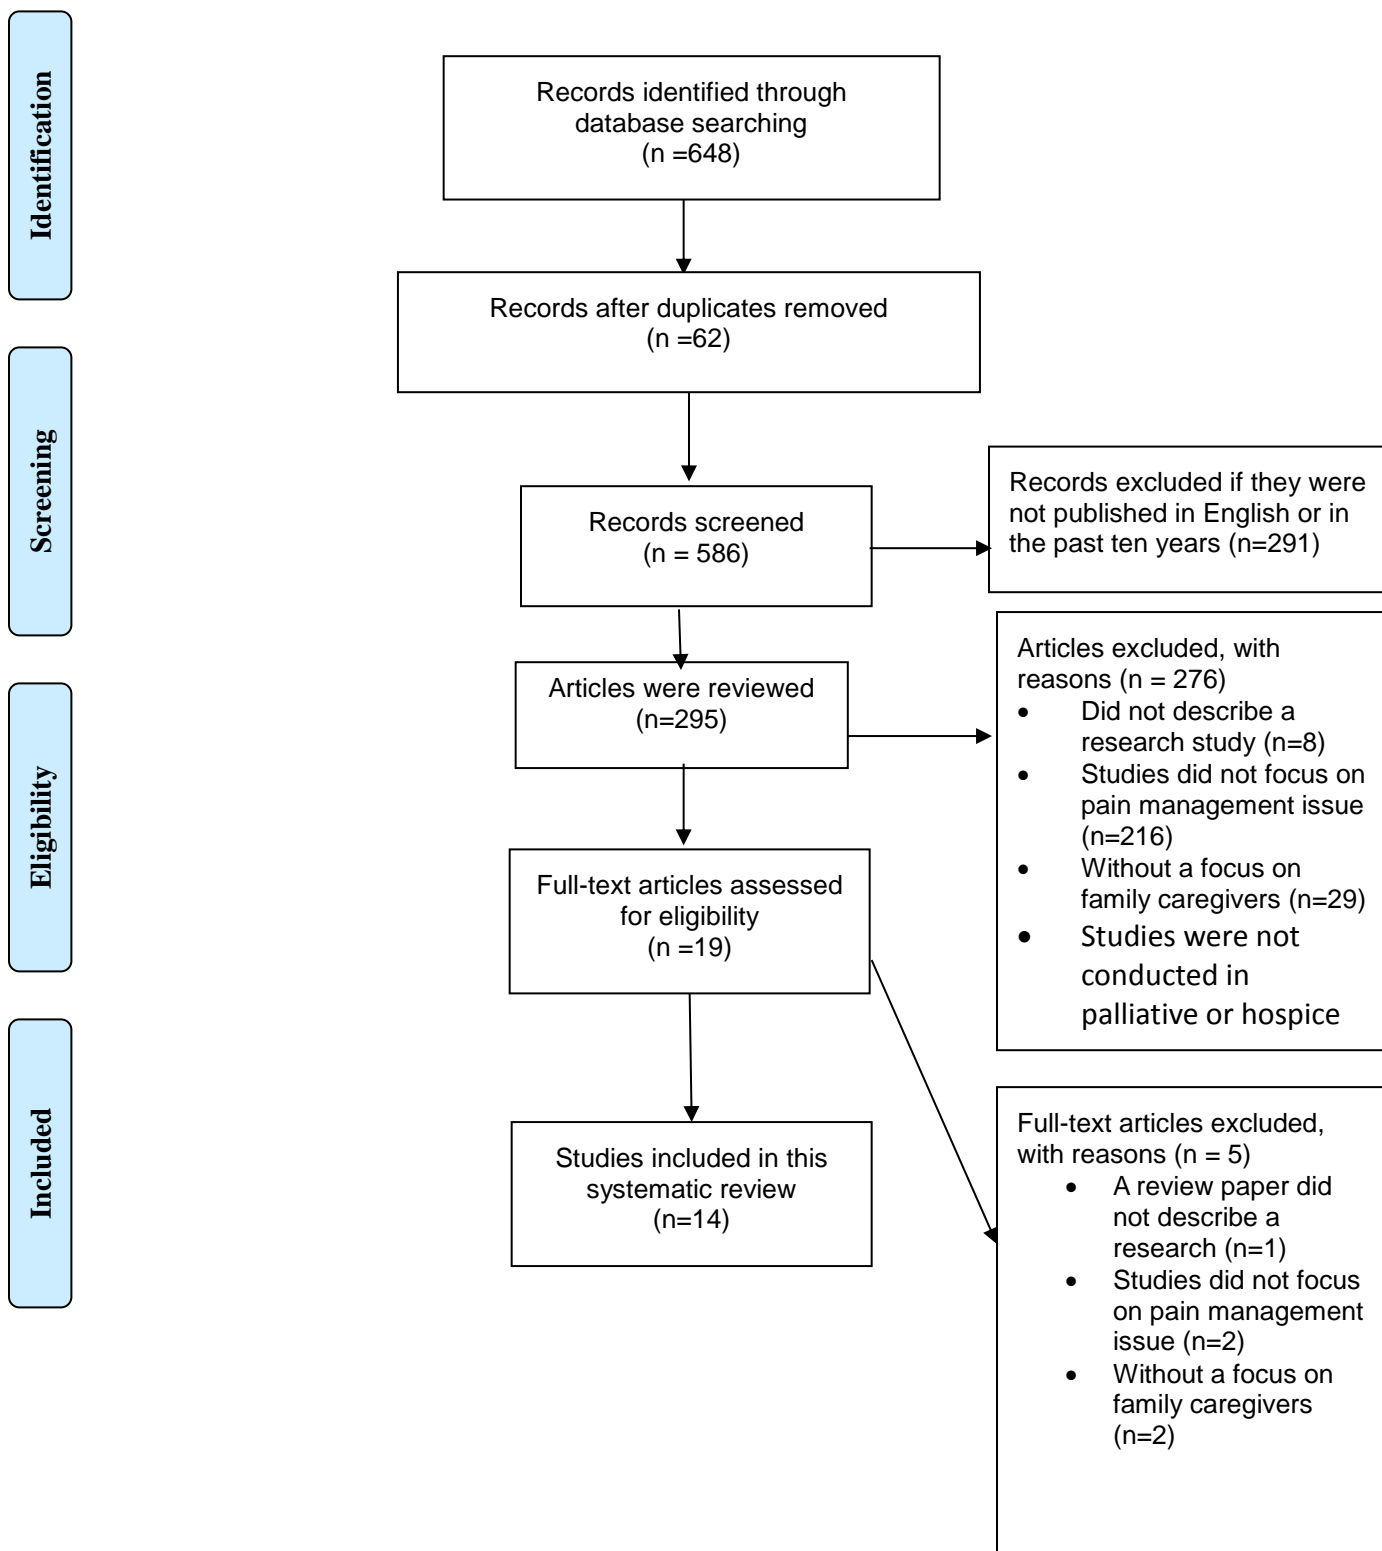 Identification
Records identified through
database searching
(n =648)
Records after duplicates removed
(n =62)
Screening
Records screened
(n = 586)
Records excluded if they were
not published in English or in
the past ten years (n=291)
Articles were reviewed
(n=295)
Articles excluded, with
reasons (n = 276)
• Did not describe a
research study (n=8)
• Studies did not focus on
pain management issue
(n=216)
• Without a focus on
family caregivers (n=29)
• Studies were not
conducted in
palliative or hospice
Eligibility
Full-text articles assessed
for eligibility
(n =19)
Full-text articles excluded,
with reasons (n = 5)
• A review paper did
not describe a
research (n=1)
• Studies did not focus
on pain management
issue (n=2)
• Without a focus on
family caregivers
(n=2)
Included
Studies included in this
systematic review
(n=14)